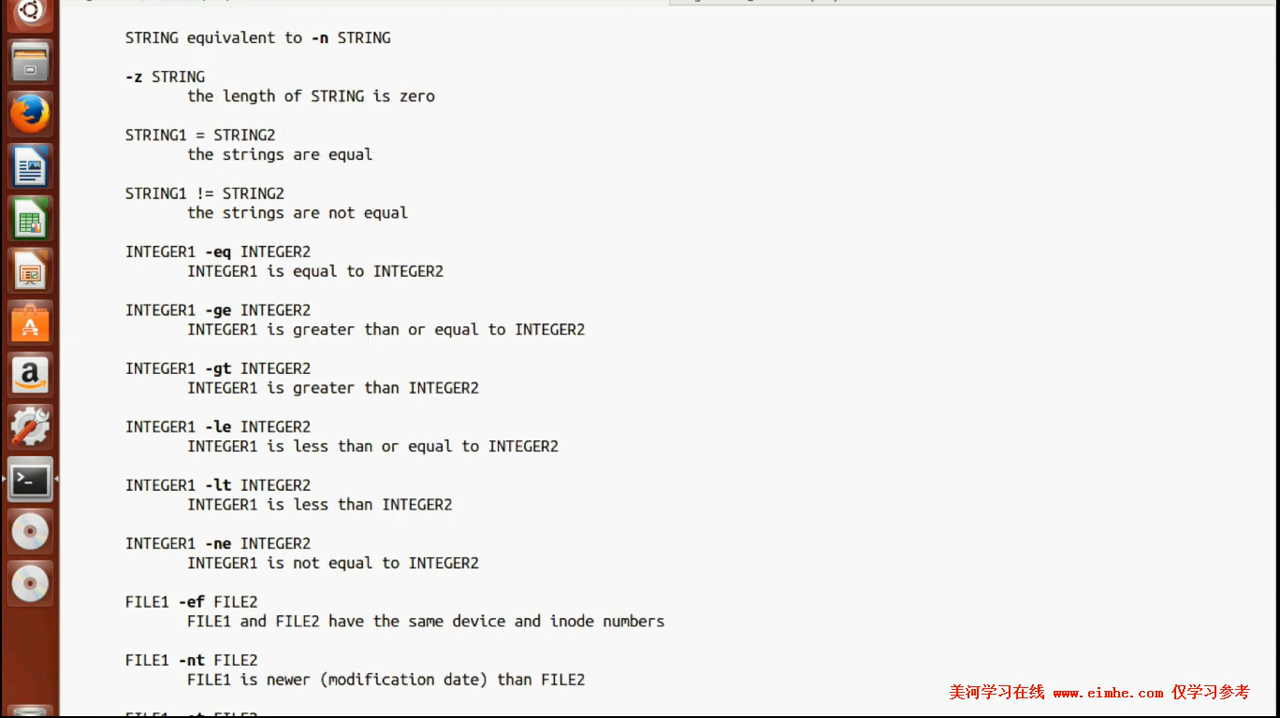 STRING equivalent to -n STRING
-z STRING
the length of STRING is zero
STRING1 = STRING2
the strings are equal
STRING1 != STRING2
the strings are not equal
INTEGER1 -eq INTEGER2
INTEGER1 is equal to INTEGER2
INTEGER1 -ge INTEGER2
INTEGER1 is greater than or equal to INTEGER2
INTEGER1 -gt INTEGER2
INTEGER1 is greater than INTEGER2
INTEGER1 -le INTEGER2
INTEGER1 is less than or equal to INTEGER2
INTEGER1 -lt INTEGER2
INTEGER1 is less than INTEGER2
INTEGER1 -ne INTEGER2
INTEGER1 is not equal to INTEGER2
FILE1 -ef FILE2
FILE1 and FILE2 have the same device and inode numbers
FILE1 -nt FILE2
FILE1 is newer (modification date) than FILE2
美河学习在线 www.eimhe.com 仅学习参考